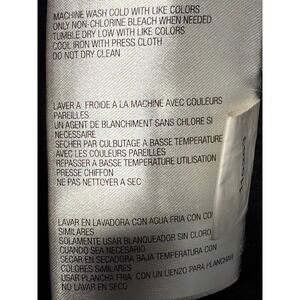 MACHINE WASH COLD WITH LIKE COLORS
ONLY NON-CHLORINE BLEACH WHEN NEEDED
TUMBLE DRY LOW WITH LIKE COLORS
COOL IRON WITH PRESS CLOTH
DO NOT DRY CLEAN
LAVER A FROIDE A LA MACHINE AVEC COULEURS
PAREILLES
UN AGENT DE BLANCHIMENT SANS CHLORE SI
NECESSAIRE
SECHER PAR CULBUTAGE A BASSE TEMPERATURE
AVEC LES COULEURS PAREILLES
REPASSER A BASSE TEMPERATURE UTILISATION
PRESSE CHIFFON
NE PAS NETTOYER A SEC
LAVAR EN LAVADORA CON AGUA FRIA CON
SIMILARES
SOLAMENTE USAR BLANQUEADOR SIN CLORO
CUANDO SEA NECESARIO
SECAR EN SECADORA BAJA TEMPERATURA CON
COLORES SIMILARES
USAR PLANCHA FRIA CON UN LIENZO PARA PLANCHAR
NO LAVAR EN SECO